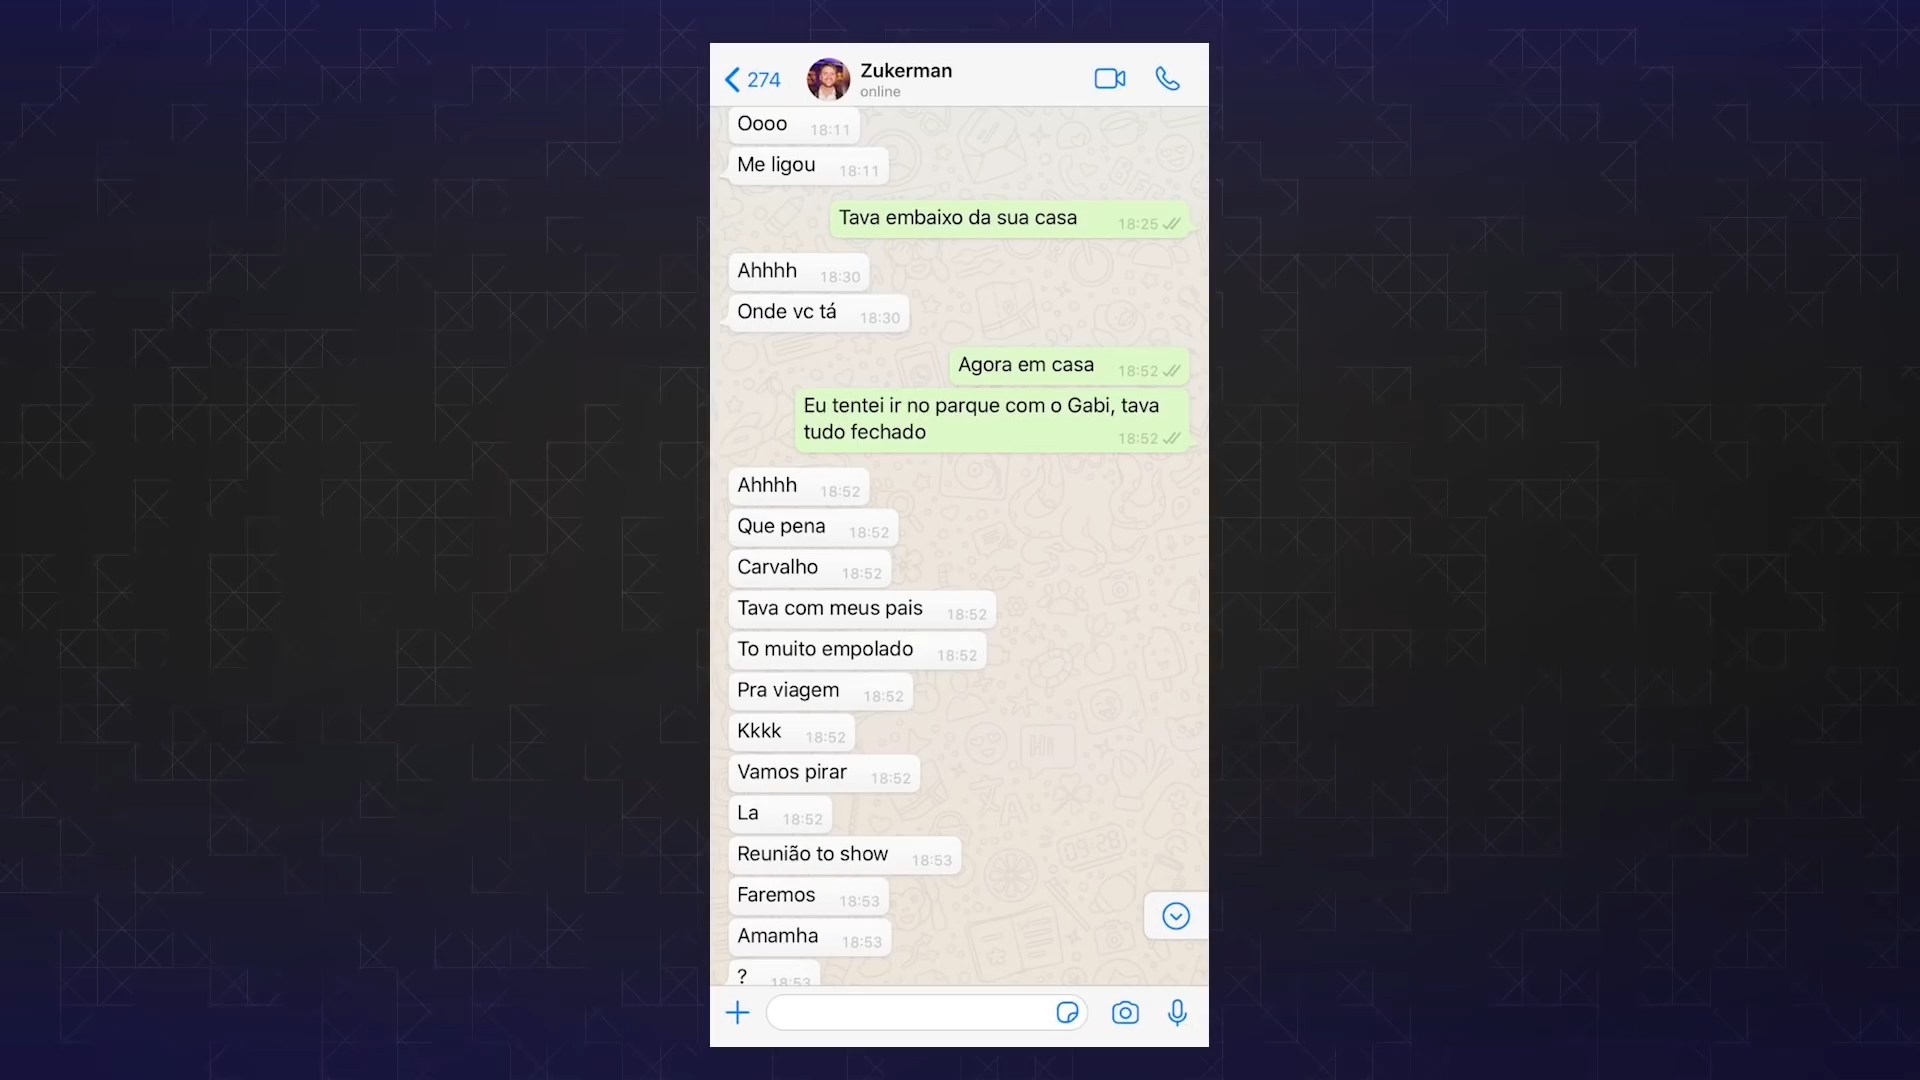 274
Zukerman
online
Oooo 18:11
Me ligou 18:11
Tava embaixo da sua casa 18:25
Ahhhh 18:30
Onde vc tá 18:30
Agora em casa 18:52
Eu tentei ir no parque com o Gabi, tava
tudo fechado 18:52
Ahhhh 18:52
Que pena 18:52
Carvalho 18:52
Tava com meus pais 18:52
To muito empolado 18:52
Pra viagem 18:52
Kkkk 18:52
Vamos pirar 18:52
La 18:52
Reunião to show 18:53
Faremos 18:53
Amamha 18:53
? 18:53